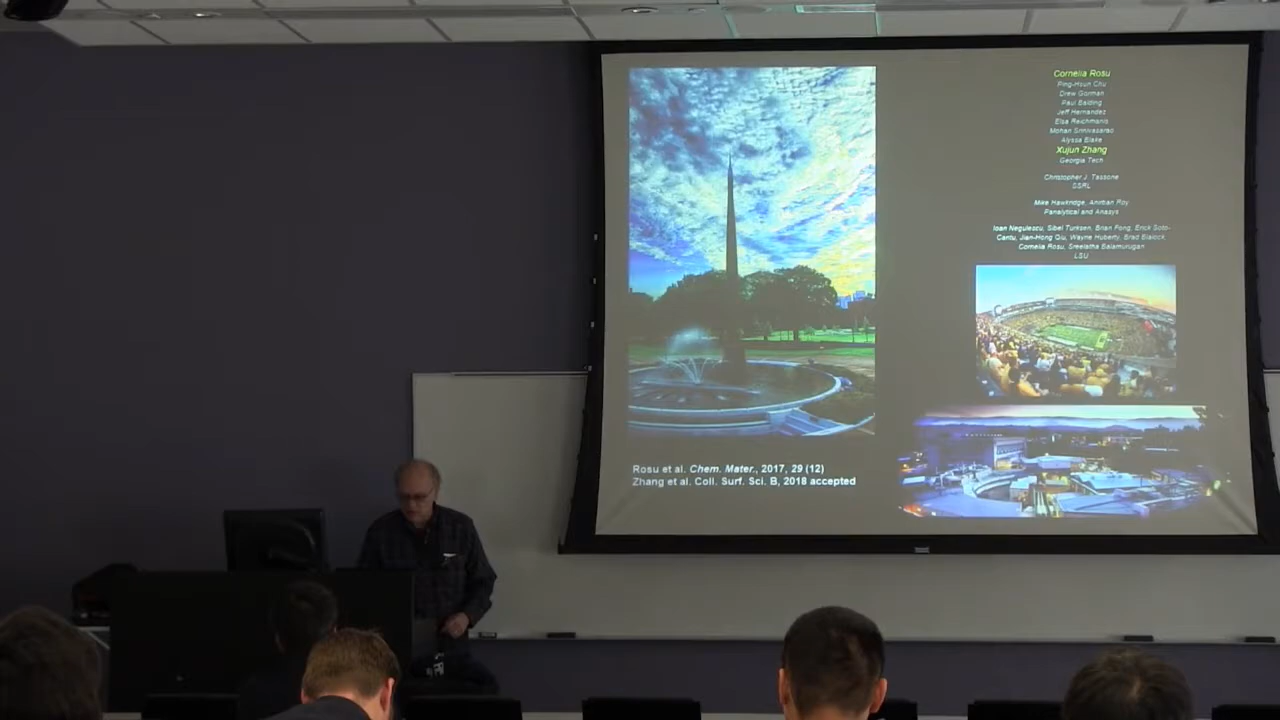 Cornelia Rosu
Ping-Hsun Chu
Drew Gorman
Paul Balding
Jeff Hernandez
Elsa Reichmanis
Mohan Srinivasarao
Alyssa Blake
Xujun Zhang
Georgia Tech
Christopher J. Tassone
SSRL
Mike Hawkridge, Anirban Roy
Panalytical and Anasys
Ioan Negulescu, Sibel Turksen, Brian Fong, Erick Soto-
Cantu, Jian-Hong Qiu, Wayne Huberty, Brad Blalock,
Cornelia Rosu, Sreelatha Balamurugan
LSU
Rosu et al. Chem. Mater., 2017, 29 (12)
Zhang et al. Coll. Surf. Sci. B, 2018 accepted